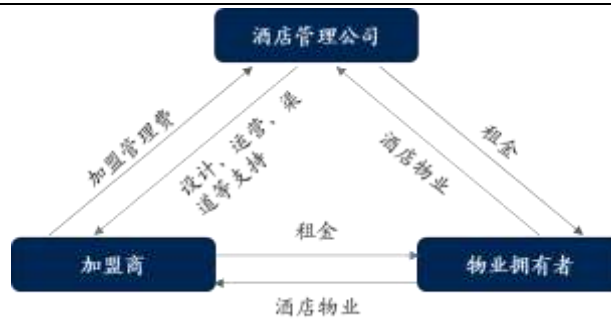 酒店管理公司
加盟管理费
设计、运营、渠
道等支持
酒店物业
租金
租金
加盟商
物业拥有者
酒店物业